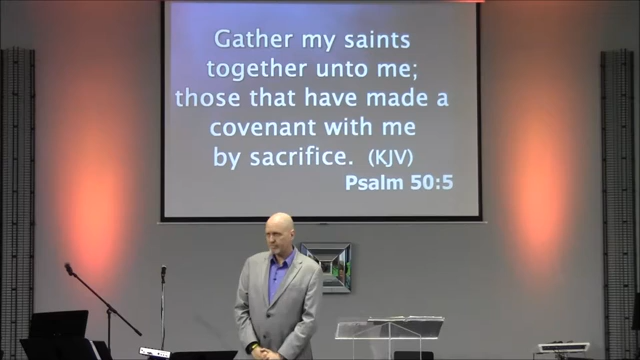 Gather my saints
together unto me;
those that have made a
covenant with me
by sacrifice. (KJV)
Psalm 50:5